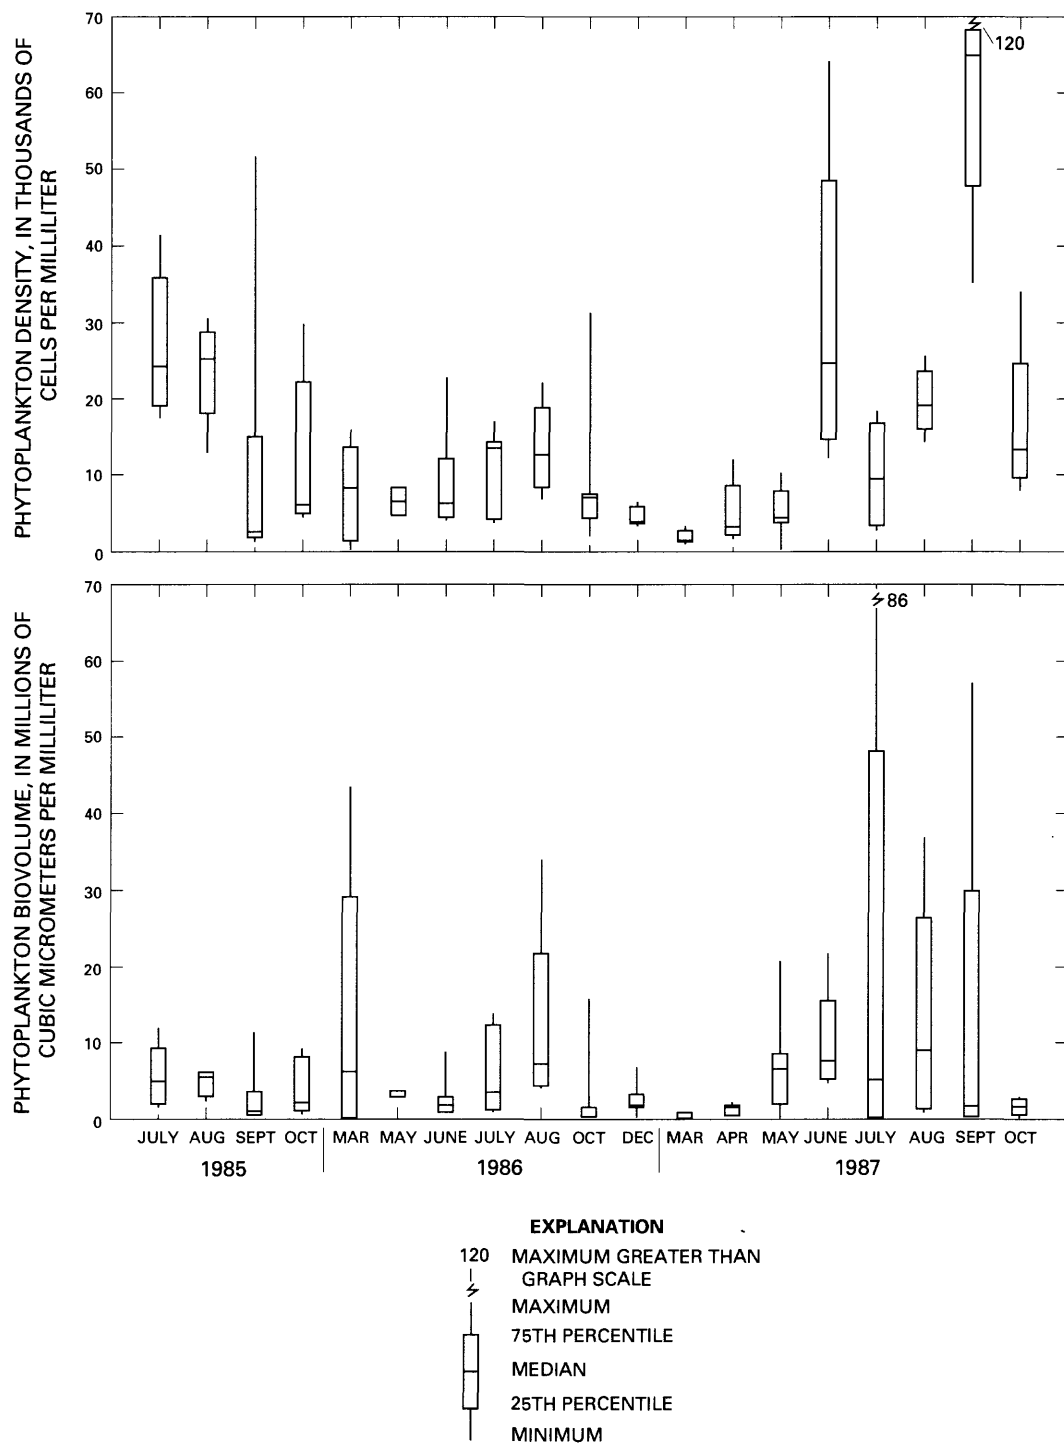 PHYTOPLANKTON DENSITY, IN THOUSANDS OF
CELLS PER MILLILITER
70
60
50
40
30
20
10
0
120
PHYTOPLANKTON BIOVOLUME, IN MILLIONS OF
CUBIC MICROMETERS PER MILLILITER
70
60
50
40
30
20
10
0
86
JULY AUG SEPT OCT MAR MAY JUNE JULY AUG OCT DEC MAR APR MAY JUNE JULY AUG SEPT OCT
1985 1986 1987
EXPLANATION
120 MAXIMUM GREATER THAN
GRAPH SCALE
MAXIMUM
75TH PERCENTILE
MEDIAN
25TH PERCENTILE
MINIMUM